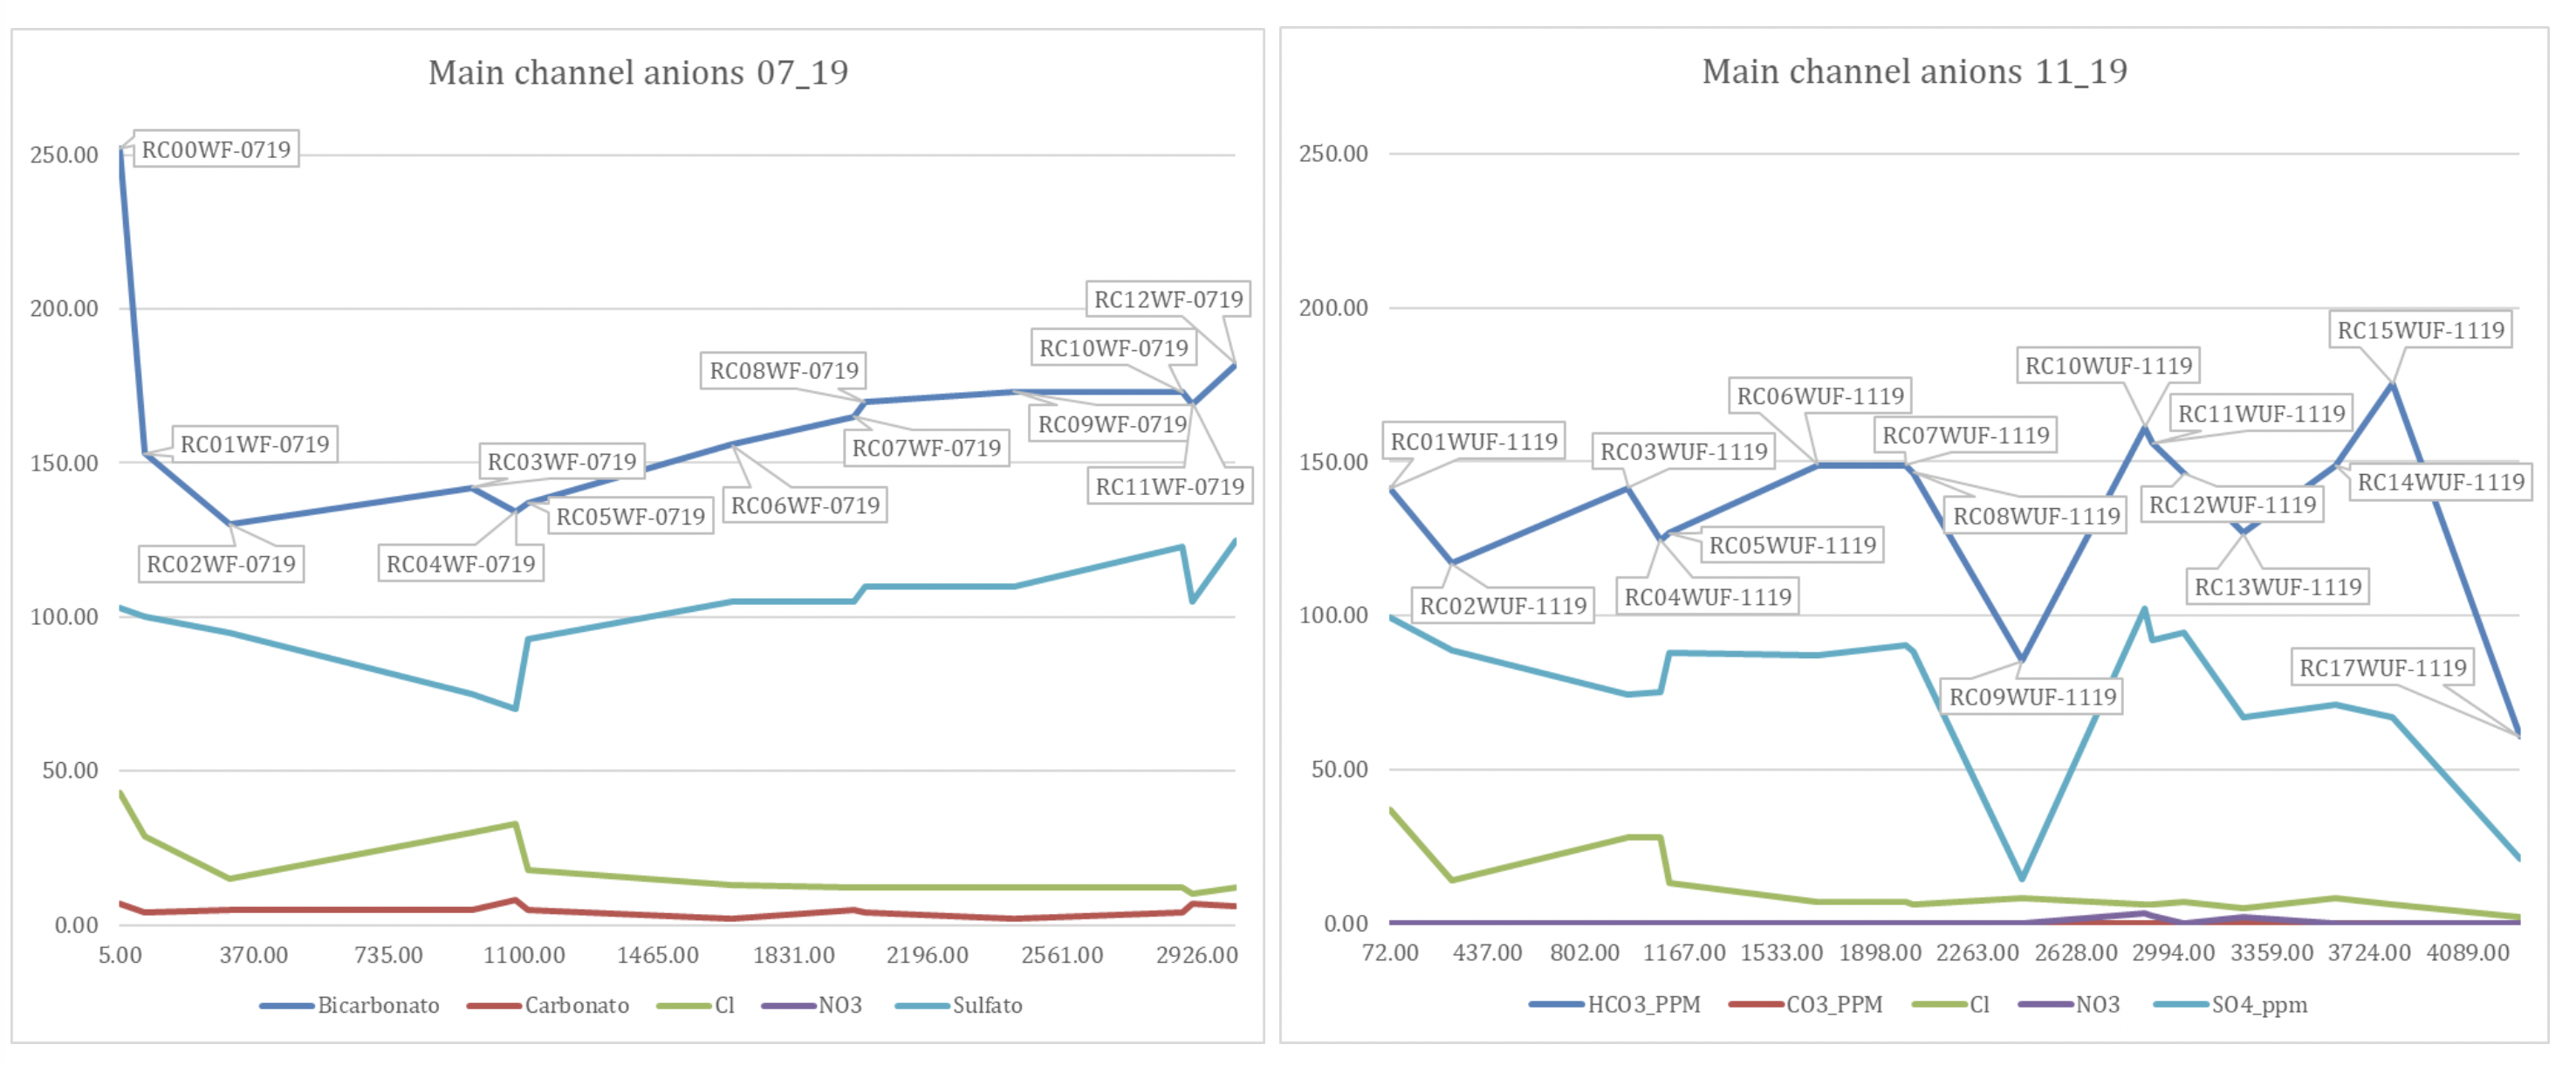 Main channel anions 07_19
250.00
200.00
150.00
100.00
50.00
0.00
RC00WF-0719
RC01WF-0719
RC02WF-0719
RC03WF-0719
RC04WF-0719
RC05WF-0719
RC06WF-0719
RC07WF-0719
RC08WF-0719
RC09WF-0719
RC10WF-0719
RC11WF-0719
RC12WF-0719
5.00 370.00 735.00 1100.00 1465.00 1831.00 2196.00 2561.00 2926.00
Bicarbonato Carbonato Cl NO3 Sulfato
Main channel anions 11_19
250.00
200.00
150.00
100.00
50.00
0.00
RC01WUF-1119
RC02WUF-1119
RC03WUF-1119
RC04WUF-1119
RC05WUF-1119
RC06WUF-1119
RC07WUF-1119
RC08WUF-1119
RC09WUF-1119
RC10WUF-1119
RC11WUF-1119
RC12WUF-1119
RC13WUF-1119
RC14WUF-1119
RC15WUF-1119
RC17WUF-1119
72.00 437.00 802.00 1167.00 1533.00 1898.00 2263.00 2628.00 2994.00 3359.00 3724.00 4089.00
HCO3_PPM CO3_PPM Cl NO3 SO4_ppm